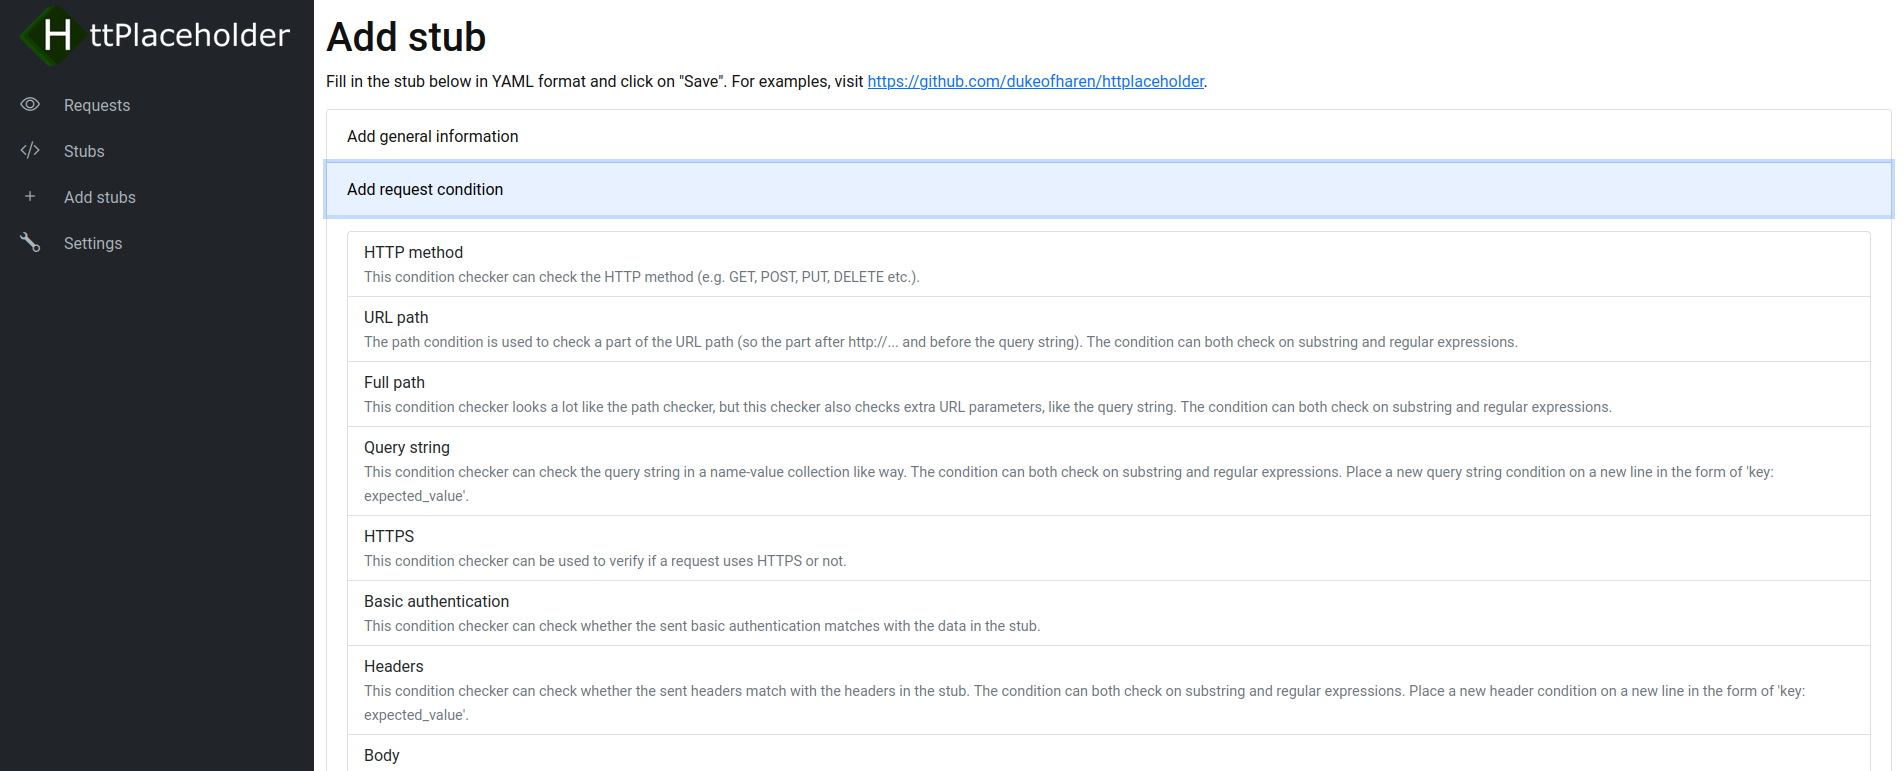 HttPlaceholder
Requests
Stubs
Add stubs
Settings
Add stub
Fill in the stub below in YAML format and click on "Save". For examples, visit https://github.com/dukeofharen/httplaceholder.
Add general information
Add request condition
HTTP method
This condition checker can check the HTTP method (e.g. GET, POST, PUT, DELETE etc.).
URL path
The path condition is used to check a part of the URL path (so the part after http://... and before the query string). The condition can both check on substring and regular expressions.
Full path
This condition checker looks a lot like the path checker, but this checker also checks extra URL parameters, like the query string. The condition can both check on substring and regular expressions.
Query string
This condition checker can check the query string in a name-value collection like way. The condition can both check on substring and regular expressions. Place a new query string condition on a new line in the form of 'key:
expected_value'.
HTTPS
This condition checker can be used to verify if a request uses HTTPS or not.
Basic authentication
This condition checker can check whether the sent basic authentication matches with the data in the stub.
Headers
This condition checker can check whether the sent headers match with the headers in the stub. The condition can both check on substring and regular expressions. Place a new header condition on a new line in the form of 'key:
expected_value'.
Body